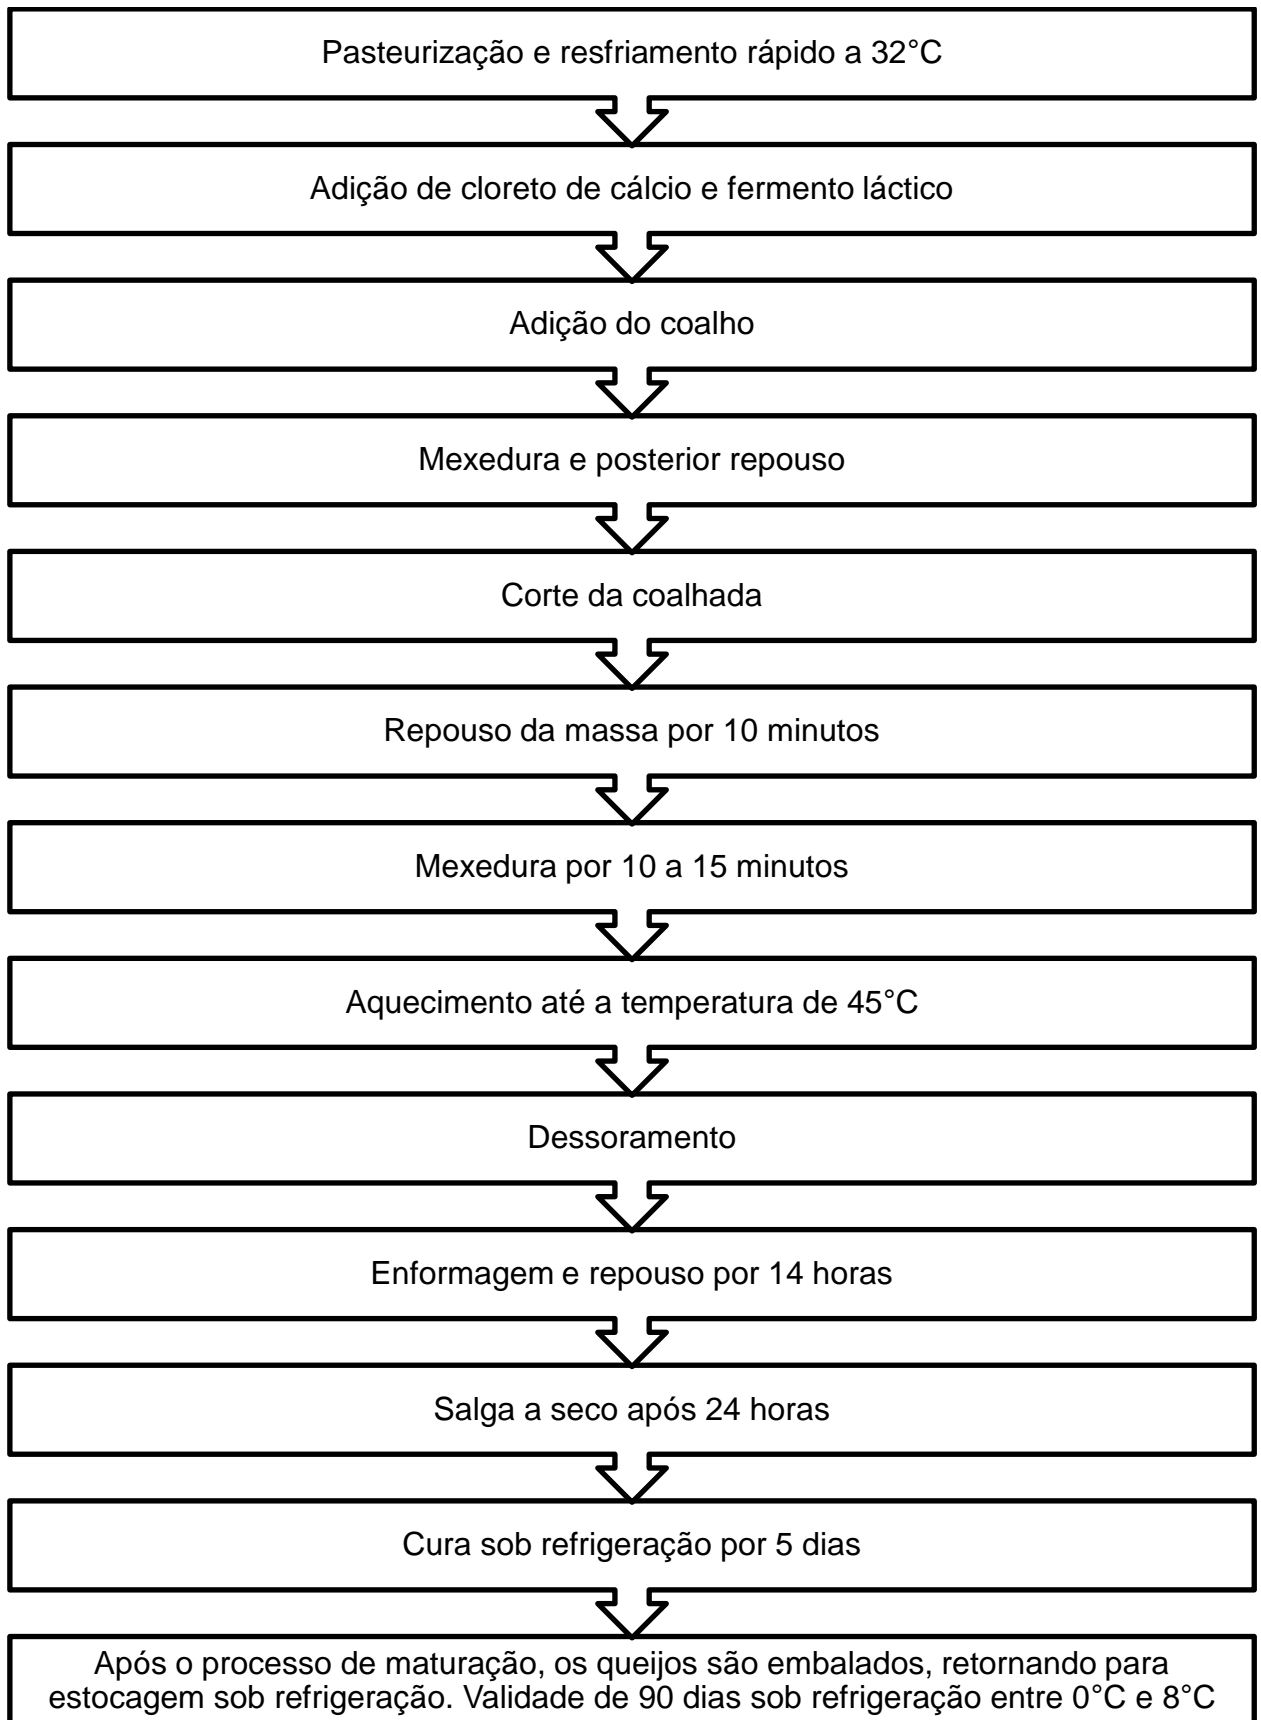 Pasteurização e resfriamento rápido a 32°C
Adição de cloreto de cálcio e fermento láctico
Adição do coalho
Mexedura e posterior repouso
Corte da coalhada
Repouso da massa por 10 minutos
Mexedura por 10 a 15 minutos
Aquecimento até a temperatura de 45°C
Dessoramento
Enformagem e repouso por 14 horas
Salga a seco após 24 horas
Cura sob refrigeração por 5 dias
Após o processo de maturação, os queijos são embalados, retornando para
estocagem sob refrigeração. Validade de 90 dias sob refrigeração entre 0°C e 8°C